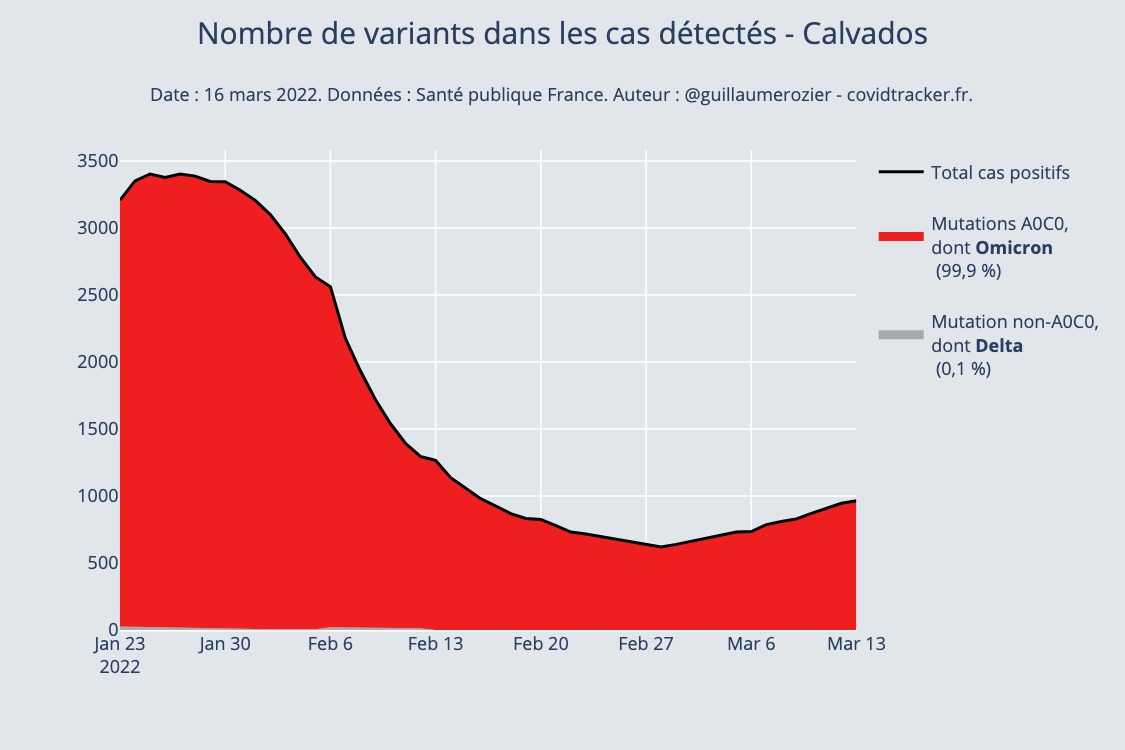 Nombre de variants dans les cas détectés - Calvados
Date : 16 mars 2022. Données : Santé publique France. Auteur : @guillaumerozier - covidtracker.fr.
3500
3000
2500
2000
1500
1000
500
0
Jan 23
2022
Jan 30
Feb 6
Feb 13
Feb 20
Feb 27
Mar 6
Mar 13
Total cas positifs
Mutations A0C0,
dont Omicron
(99,9 %)
Mutation non-A0C0,
dont Delta
(0,1 %)